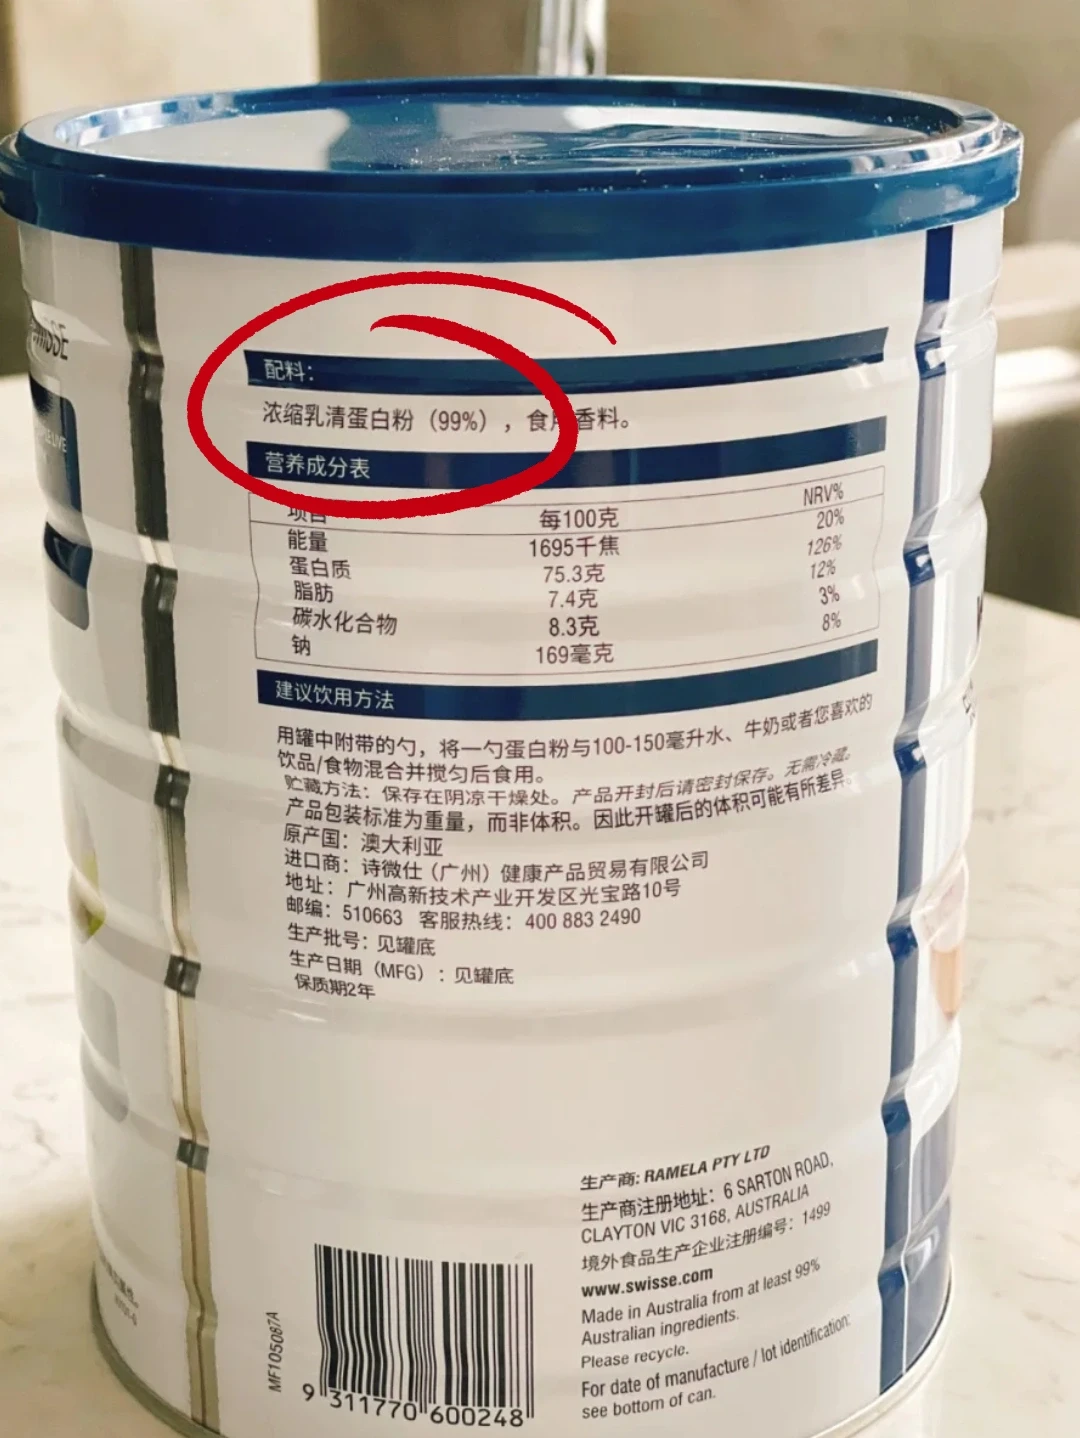 SWISSE
配料：
浓缩乳清蛋白粉（99%），食用香料。
营养成分表
项目 每100克 NRV%
能量 1695千焦 20%
蛋白质 75.3克 126%
脂肪 7.4克 12%
碳水化合物 8.3克 3%
钠 169毫克 8%
建议饮用方法
用罐中附带的勺，将一勺蛋白粉与100-150毫升水、牛奶或者您喜欢的
饮品/食物混合并搅匀后食用。
贮藏方法：保存在阴凉干燥处。产品开封后请密封保存。无需冷藏。
产品包装标准为重量，而非体积。因此开罐后的体积可能有所差异。
原产国：澳大利亚
进口商：诗微仕（广州）健康产品贸易有限公司
地址：广州高新技术产业开发区光宝路10号
邮编：510663 客服热线：400 883 2490
生产批号：见罐底
生产日期（MFG）：见罐底
保质期2年
生产商: RAMELA PTY LTD
生产商注册地址：6 SARTON ROAD,
CLAYTON VIC 3168, AUSTRALIA
境外食品生产企业注册编号：1499
www.swisse.com
Made in Australia from at least 99%
Australian ingredients.
Please recycle.
For date of manufacture / lot identification:
see bottom of can.
MF105087A
9 311770 600248